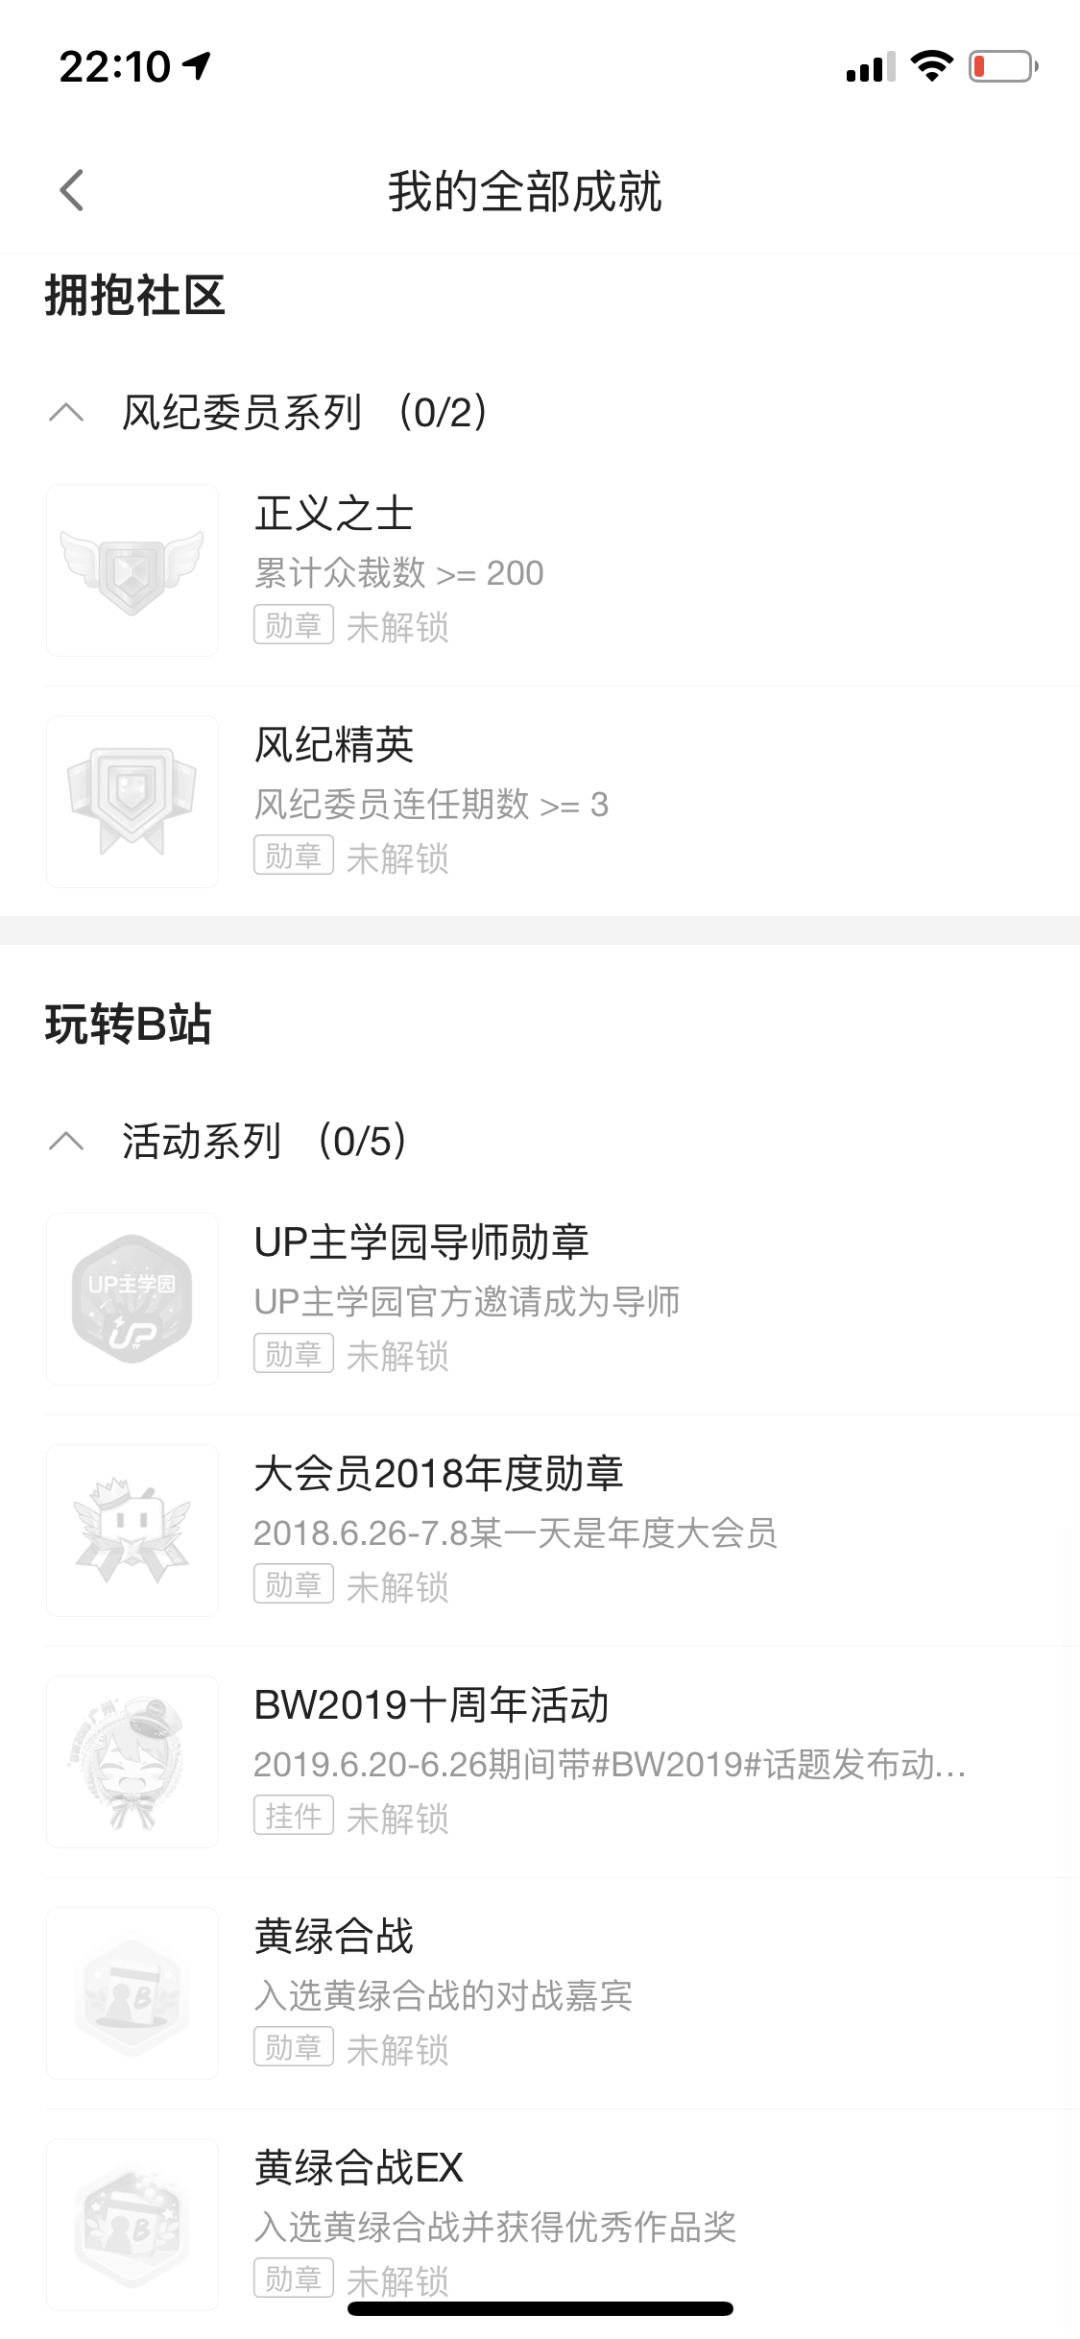 22:10
我的全部成就
拥抱社区
风纪委员系列 (0/2)
正义之士
累计众裁数 >= 200
勋章 未解锁
风纪精英
风纪委员连任期数 >= 3
勋章 未解锁
玩转B站
活动系列 (0/5)
UP主学园
UP
UP主学园导师勋章
UP主学园官方邀请成为导师
勋章 未解锁
大会员2018年度勋章
2018.6.26-7.8某一天是年度大会员
勋章 未解锁
BW2019十周年活动
2019.6.20-6.26期间带#BW2019#话题发布动...
挂件 未解锁
B
黄绿合战
入选黄绿合战的对战嘉宾
勋章 未解锁
B
黄绿合战EX
入选黄绿合战并获得优秀作品奖
勋章 未解锁